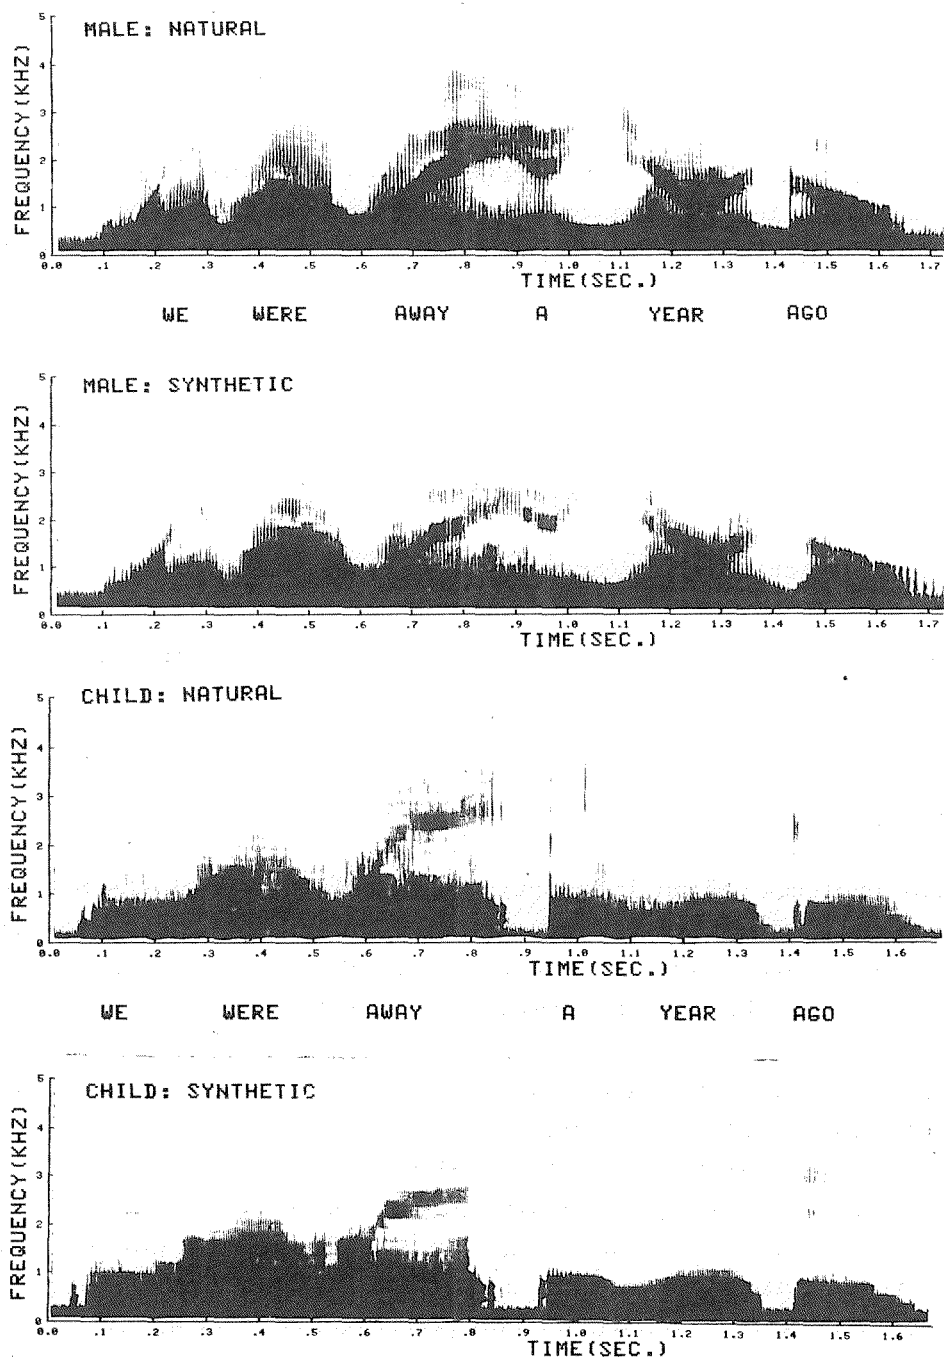 MALE: NATURAL
FREQUENCY(KHZ)
5
4
3
2
1
0
0.0 .1 .2 .3 .4 .5 .6 .7 .8 .9 1.0 1.1 1.2 1.3 1.4 1.5 1.6 1.7
TIME(SEC.)
WE WERE AWAY A YEAR AGO
MALE: SYNTHETIC
FREQUENCY(KHZ)
5
4
3
2
1
0
0.0 .1 .2 .3 .4 .5 .6 .7 .8 .9 1.0 1.1 1.2 1.3 1.4 1.5 1.6 1.7
TIME(SEC.)
CHILD: NATURAL
FREQUENCY(KHZ)
5
4
3
2
1
0
0.0 .1 .2 .3 .4 .5 .6 .7 .8 .9 1.0 1.1 1.2 1.3 1.4 1.5 1.6
TIME(SEC.)
WE WERE AWAY A YEAR AGO
CHILD: SYNTHETIC
FREQUENCY(KHZ)
5
4
3
2
1
0
0.0 .1 .2 .3 .4 .5 .6 .7 .8 .9 1.0 1.1 1.2 1.3 1.4 1.5 1.6
TIME(SEC.)